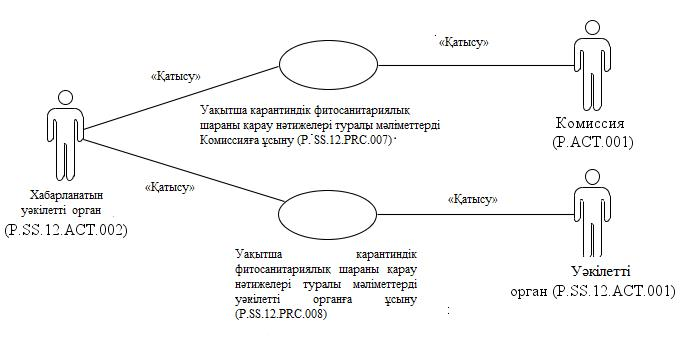 «Қатысу»
«Қатысу»
Уақытша карантиндік фитосанитариялық
шараны қарау нәтижелері туралы мәліметтерді
Комиссияға ұсыну (P. SS.12.PRC.007)
Комиссия
(P.ACT.001)
Хабарланатын
уәкілетті орган
(P.SS.12.ACT.002)
«Қатысу»
«Қатысу»
Уақытша карантиндік
фитосанитариялық шараны қарау
нәтижелері туралы мәліметтерді
уәкілетті органға ұсыну
(P.SS.12.PRC.008)
Уәкілетті
орган (P.SS.12.ACT.001)